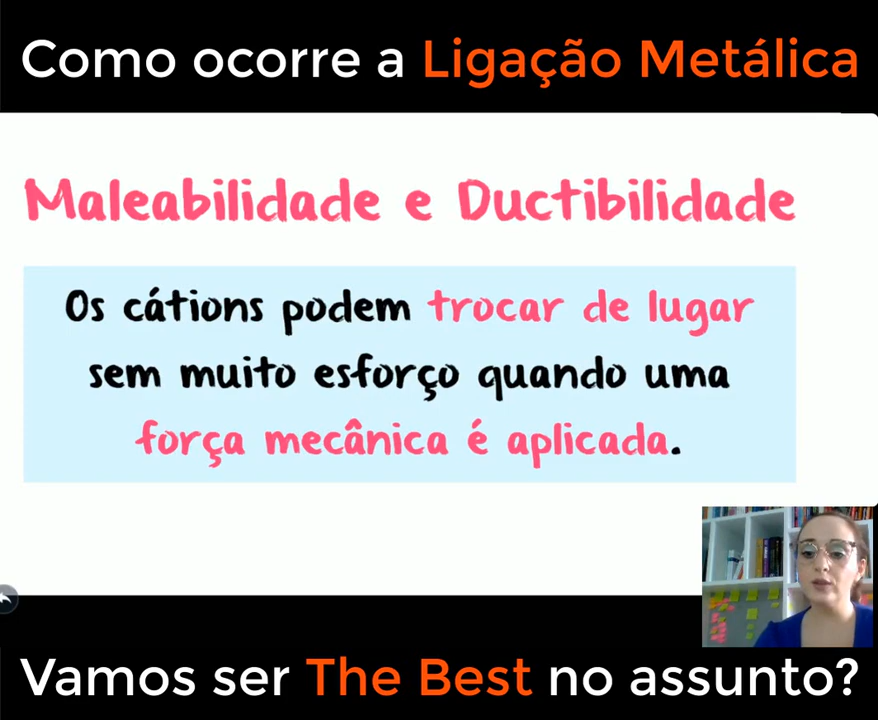 Como ocorre a Ligação Metálica
Maleabilidade e Ductibilidade
Os cátions podem trocar de lugar
sem muito esforço quando uma
força mecânica é aplicada.
Vamos ser The Best no assunto?